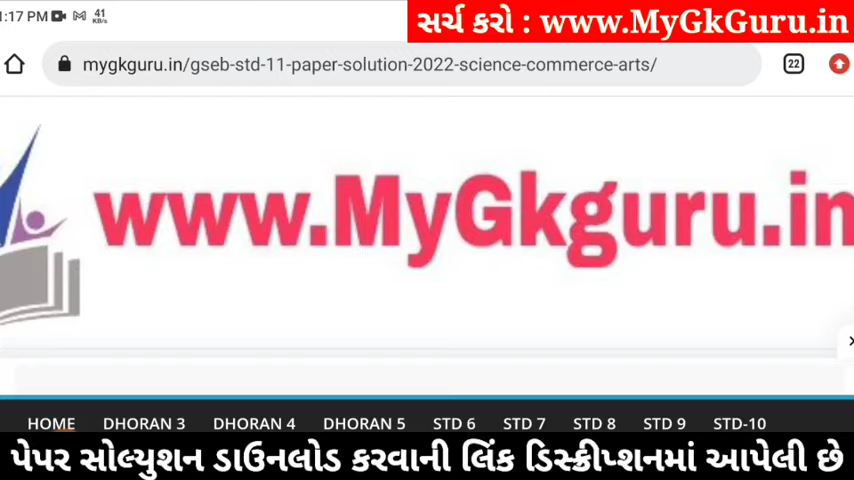 1:17 PM 41 KB/s
સર્ચ કરો : www.MyGkGuru.in
mygkguru.in/gseb-std-11-paper-solution-2022-science-commerce-arts/ 22
www.MyGkguru.in
HOME DHORAN 3 DHORAN 4 DHORAN 5 STD 6 STD 7 STD 8 STD 9 STD-10
પેપર સોલ્યુશન ડાઉનલોડ કરવાની લિંક ડિસ્ક્રીપ્શનમાં આપેલી છે